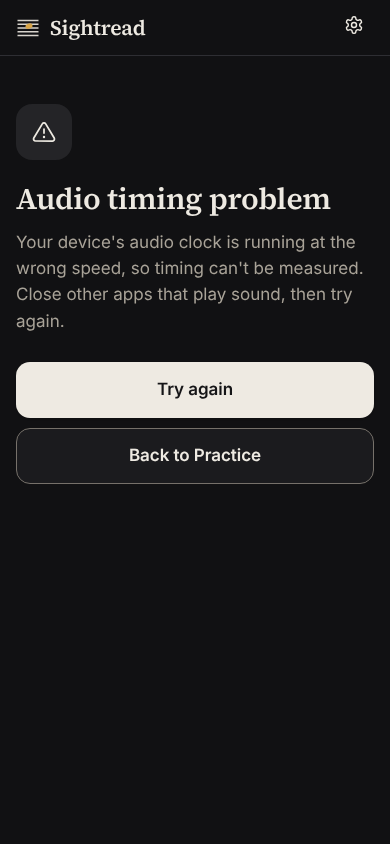 Sightread
Audio timing problem
Your device's audio clock is running at the
wrong speed, so timing can't be measured.
Close other apps that play sound, then try
again.
Try again
Back to Practice